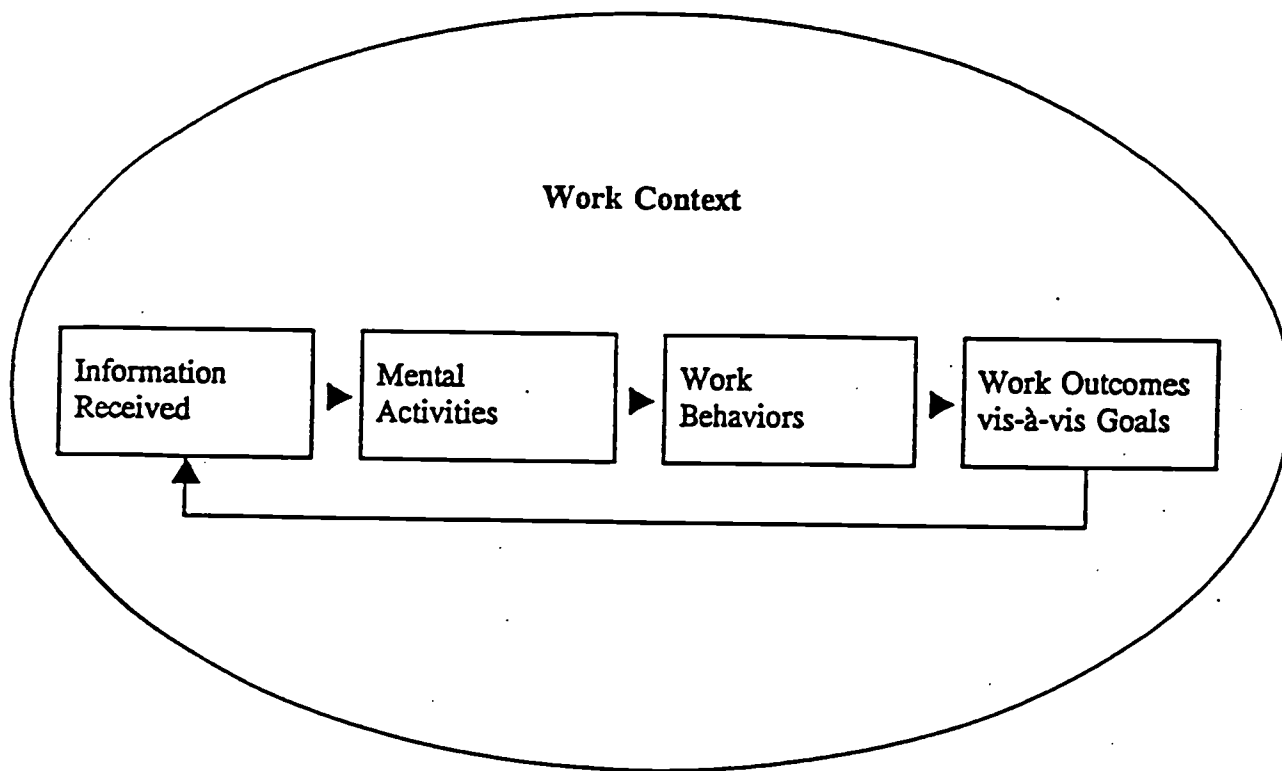 Work Context
Information
Received
Mental
Activities
Work
Behaviors
Work Outcomes
vis-à-vis Goals